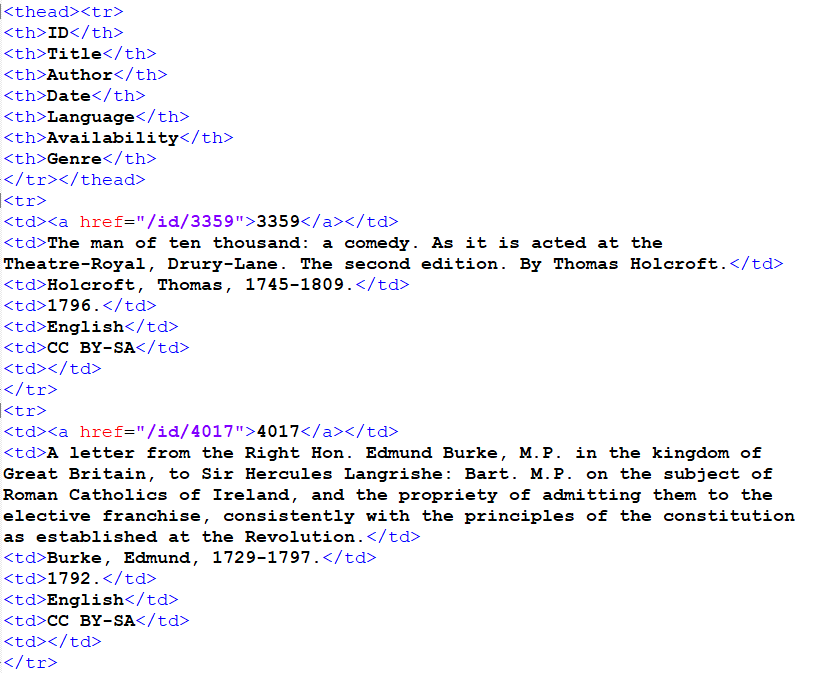 <thead><tr>
<th>ID</th>
<th>Title</th>
<th>Author</th>
<th>Date</th>
<th>Language</th>
<th>Availability</th>
<th>Genre</th>
</tr></thead>
<tr>
<td><a href="/id/3359">3359</a></td>
<td>The man of ten thousand: a comedy. As it is acted at the
Theatre-Royal, Drury-Lane. The second edition. By Thomas Holcroft.</td>
<td>Holcroft, Thomas, 1745-1809.</td>
<td>1796.</td>
<td>English</td>
<td>CC BY-SA</td>
<td></td>
</tr>
<tr>
<td><a href="/id/4017">4017</a></td>
<td>A letter from the Right Hon. Edmund Burke, M.P. in the kingdom of
Great Britain, to Sir Hercules Langrishe: Bart. M.P. on the subject of
Roman Catholics of Ireland, and the propriety of admitting them to the
elective franchise, consistently with the principles of the constitution
as established at the Revolution.</td>
<td>Burke, Edmund, 1729-1797.</td>
<td>1792.</td>
<td>English</td>
<td>CC BY-SA</td>
<td></td>
</tr>